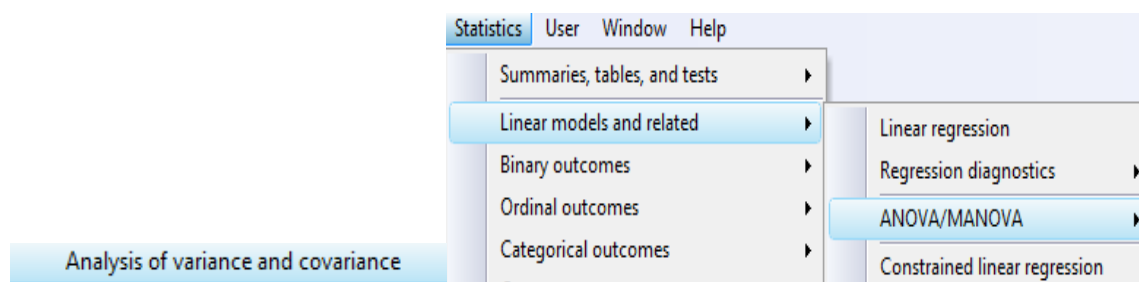 Statistics User Window Help
Summaries, tables, and tests
Linear models and related
Binary outcomes
Ordinal outcomes
Categorical outcomes
Linear regression
Regression diagnostics
ANOVA/MANOVA
Constrained linear regression
Analysis of variance and covariance